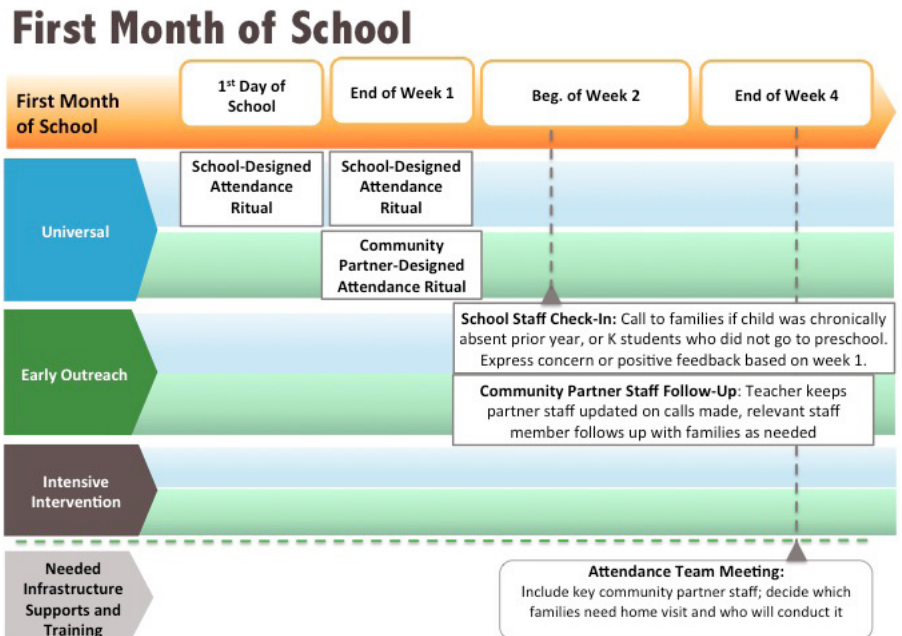 First Month of School
First Month
of School
1st Day of
School
End of Week 1
Beg. of Week 2
End of Week 4
Universal
School-Designed
Attendance
Ritual
School-Designed
Attendance
Ritual
Community
Partner-Designed
Attendance Ritual
Early Outreach
School Staff Check-In: Call to families if child was chronically
absent prior year, or K students who did not go to preschool.
Express concern or positive feedback based on week 1.
Community Partner Staff Follow-Up: Teacher keeps
partner staff updated on calls made, relevant staff
member follows up with families as needed
Intensive
Intervention
Needed
Infrastructure
Supports and
Training
Attendance Team Meeting:
Include key community partner staff; decide which
families need home visit and who will conduct it